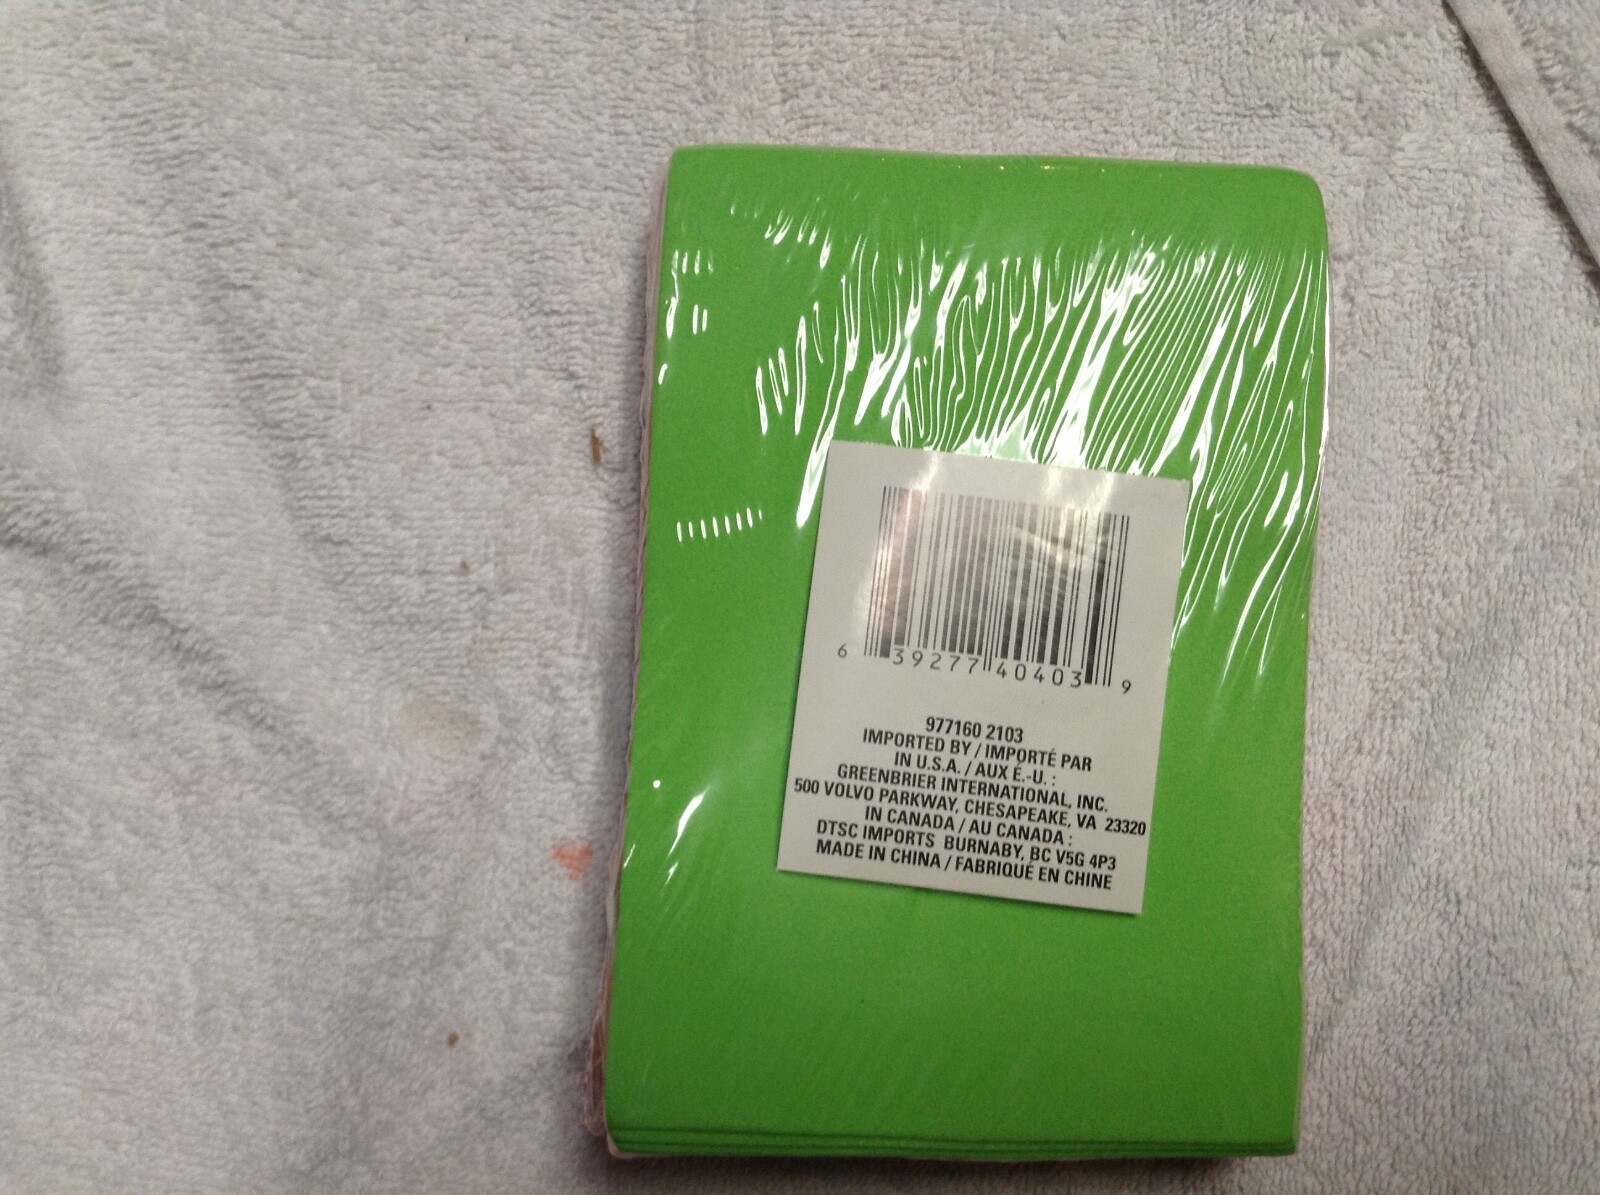 6 39277 40403 9
977160 2103
IMPORTED BY / IMPORTÉ PAR
IN U.S.A. / AUX É.-U. :
GREENBRIER INTERNATIONAL, INC.
500 VOLVO PARKWAY, CHESAPEAKE, VA 23320
IN CANADA / AU CANADA :
DTSC IMPORTS BURNABY, BC V5G 4P3
MADE IN CHINA / FABRIQUÉ EN CHINE